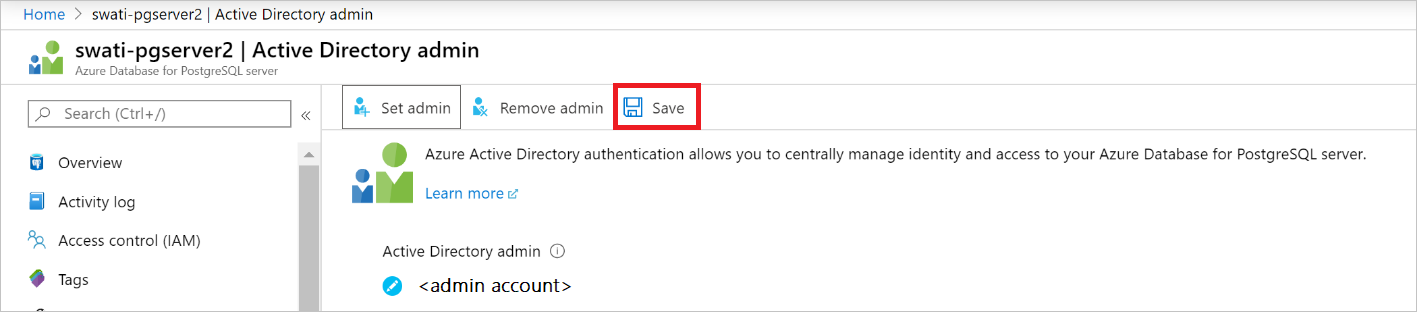 Home > swati-pgserver2 | Active Directory admin
swati-pgserver2 | Active Directory admin
Azure Database for PostgreSQL server
Search (Ctrl+/)
«
Overview
Activity log
Access control (IAM)
Tags
Set admin
Remove admin
Save
Azure Active Directory authentication allows you to centrally manage identity and access to your Azure Database for PostgreSQL server.
Learn more
Active Directory admin
<admin account>